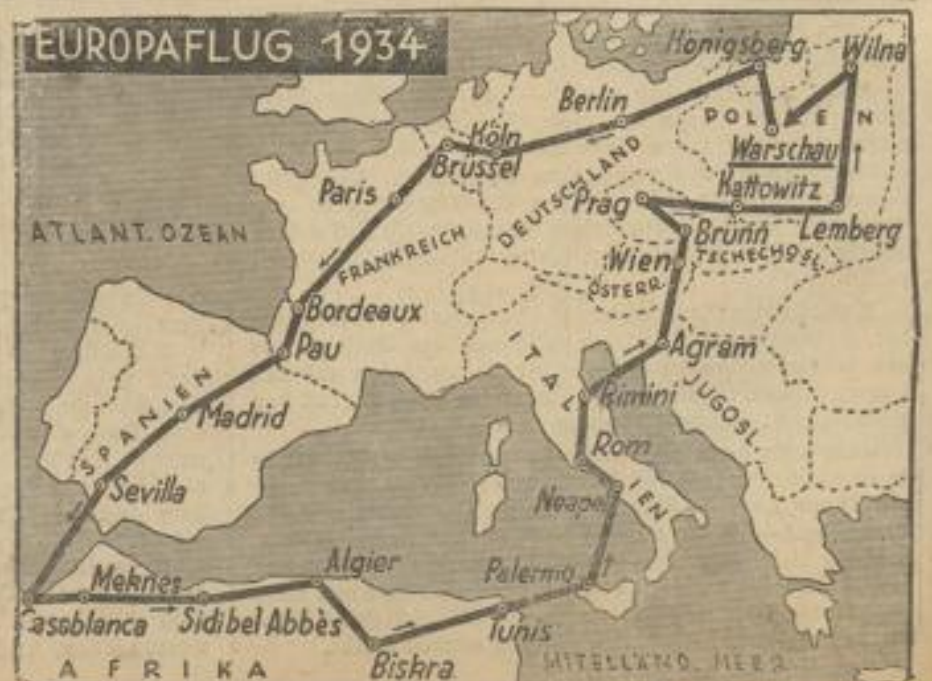 EUROPAFLUG 1934
Königsberg
Wilna
Berlin
POLEN
Warschau
Köln
Brüssel
Paris
DEUTSCHLAND
Prag
Kattowitz
Lemberg
Brünn
ATLANT. OZEAN
FRANKREICH
Wien
TSCHECHOSL.
ÖSTERR.
Bordeaux
Pau
Agram
ITALIEN
Rimini
JUGOSL.
SPANIEN
Madrid
Rom
Sevilla
Neapel
Algier
Palermo
Meknes
Casablanca
Sidi bel Abbès
Tunis
Biskra
AFRIKA
MITELLÄND. MEER